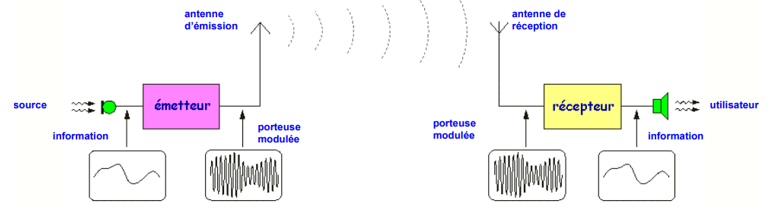 antenne
d'émission
antenne de
réception
source
émetteur
récepteur
utilisateur
information
porteuse
modulée
porteuse
modulée
information